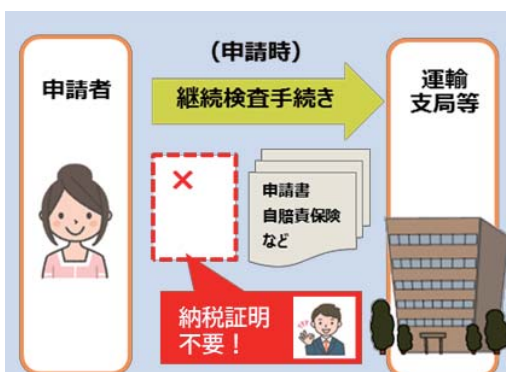 申請者
(申請時)
継続検査手続き
運輸
支局等
×
申請書
自賠責保険
など
納税証明
不要！